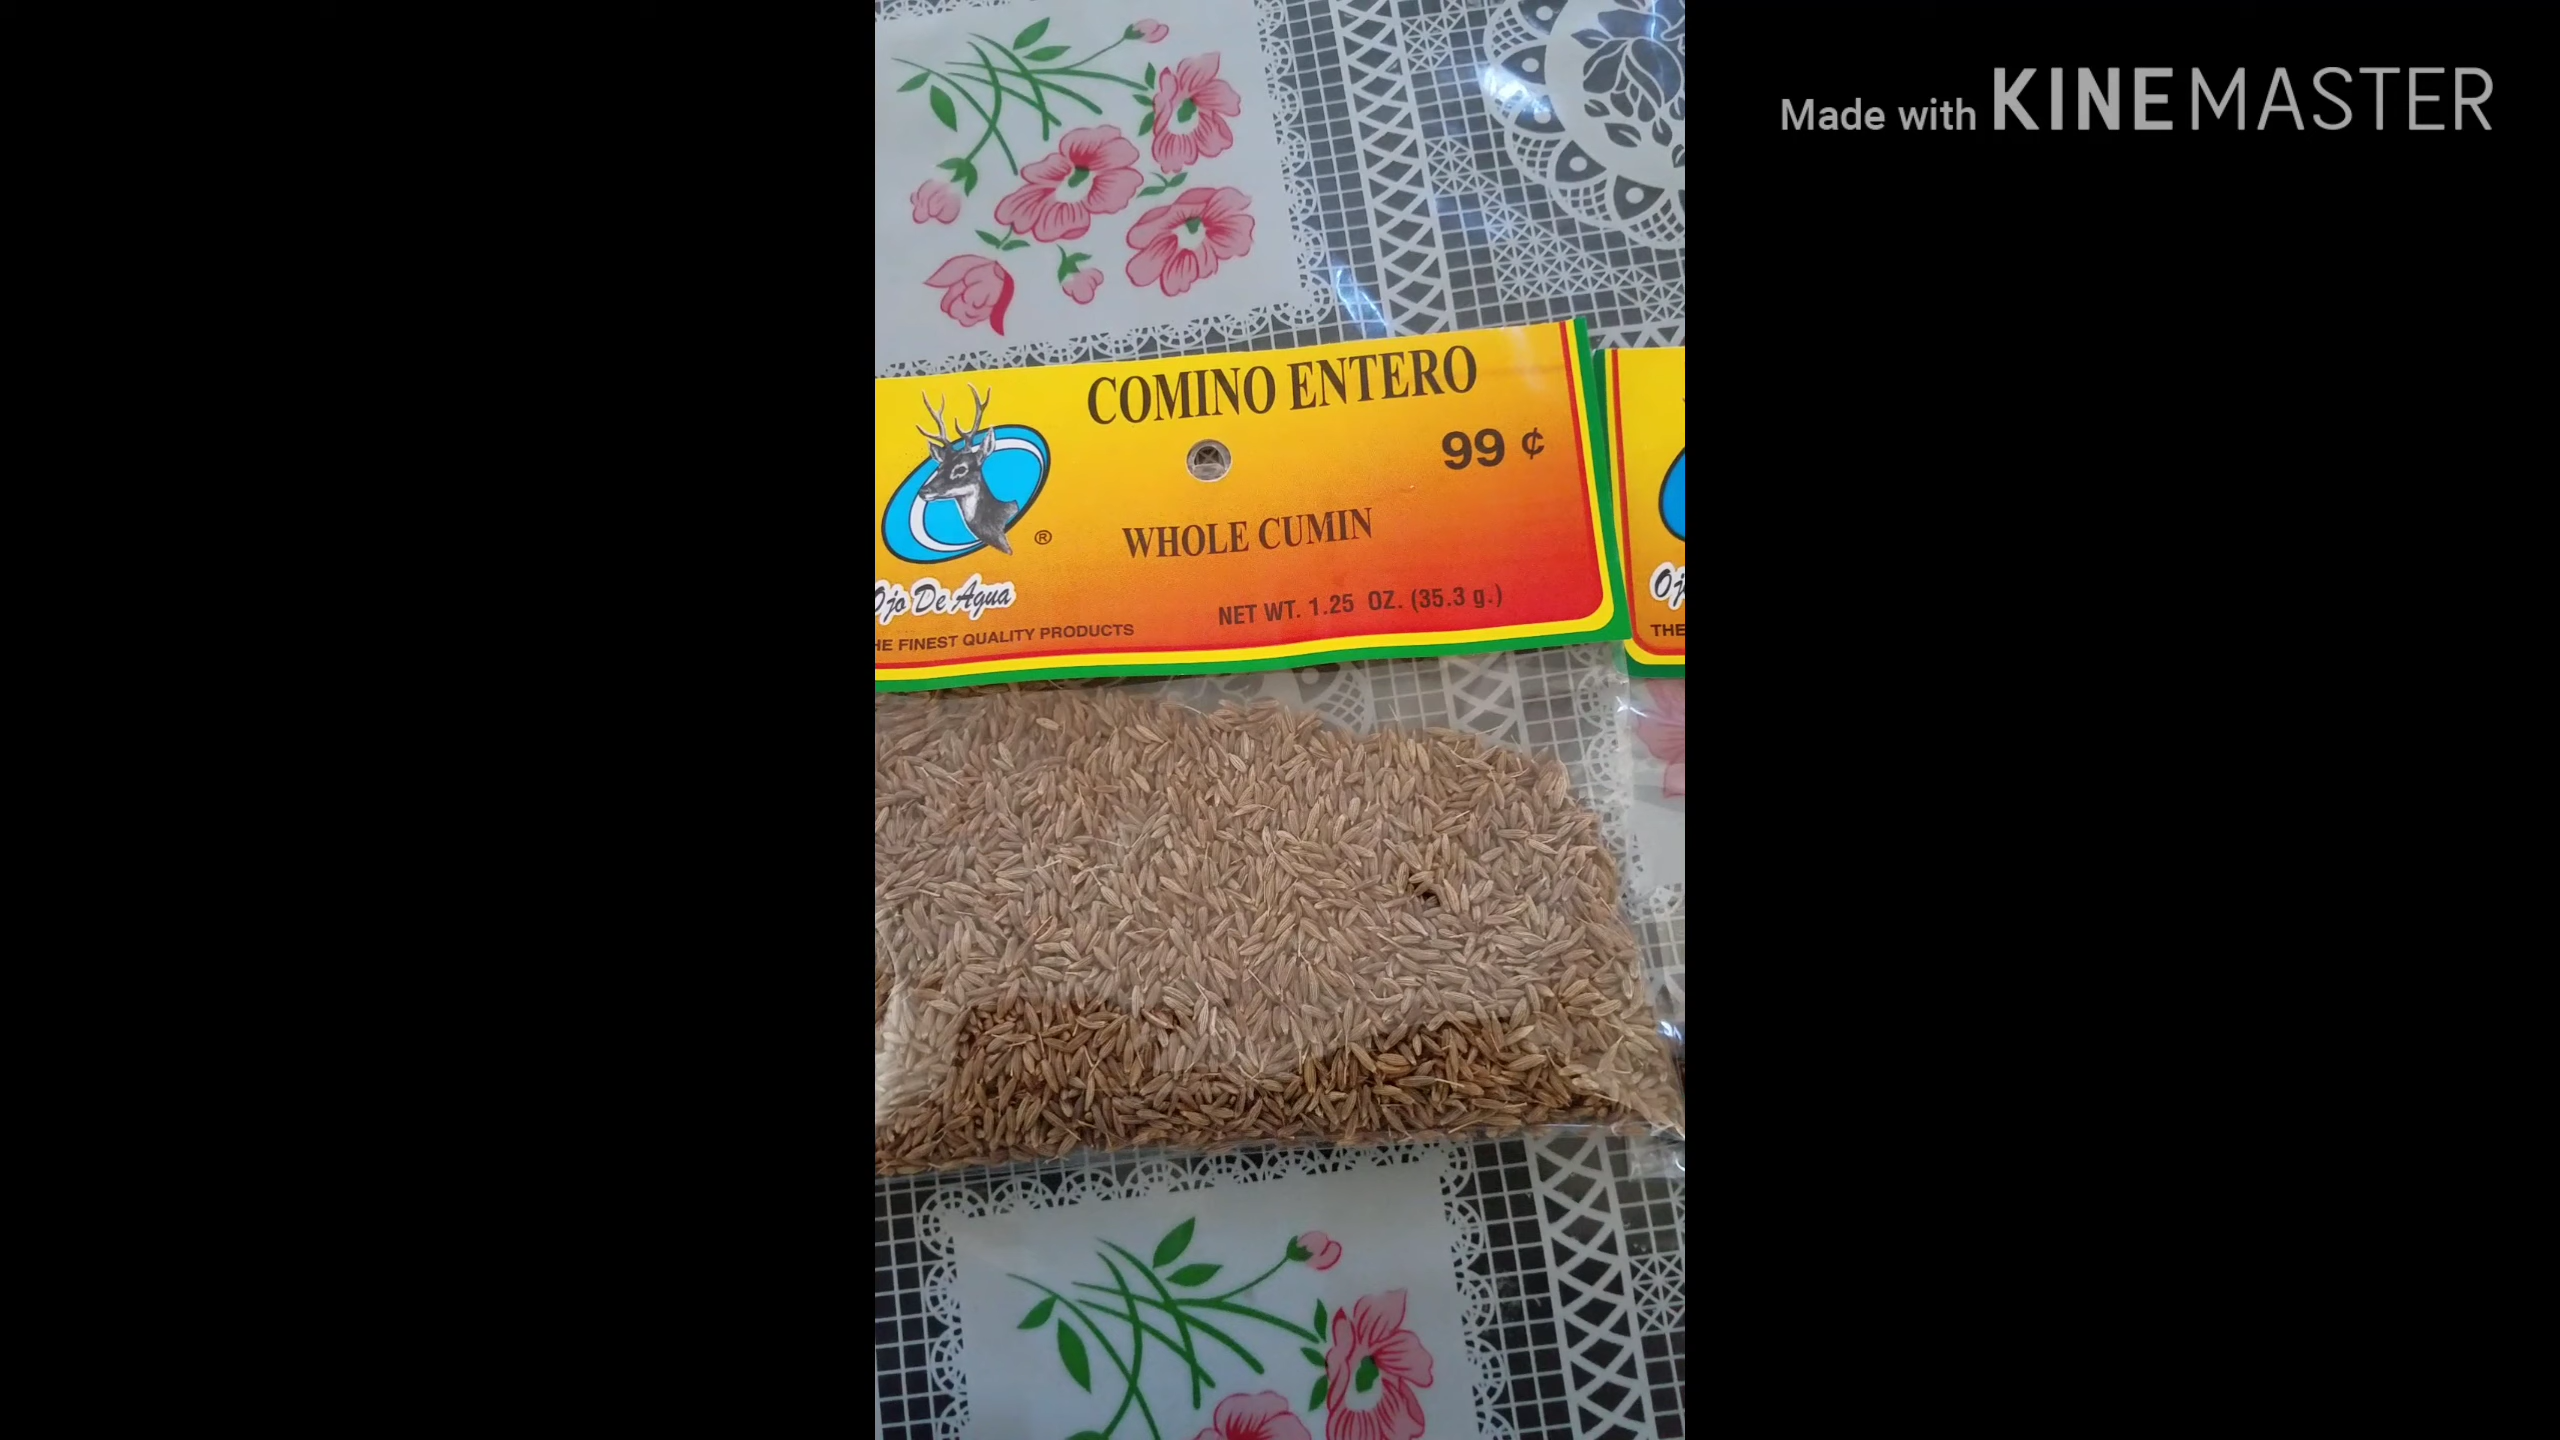 Made with KINEMASTER
COMINO ENTERO
99 ¢
®
WHOLE CUMIN
Ojo De Agua
NET WT. 1.25 OZ. (35.3 g.)
HE FINEST QUALITY PRODUCTS
Oj
THE